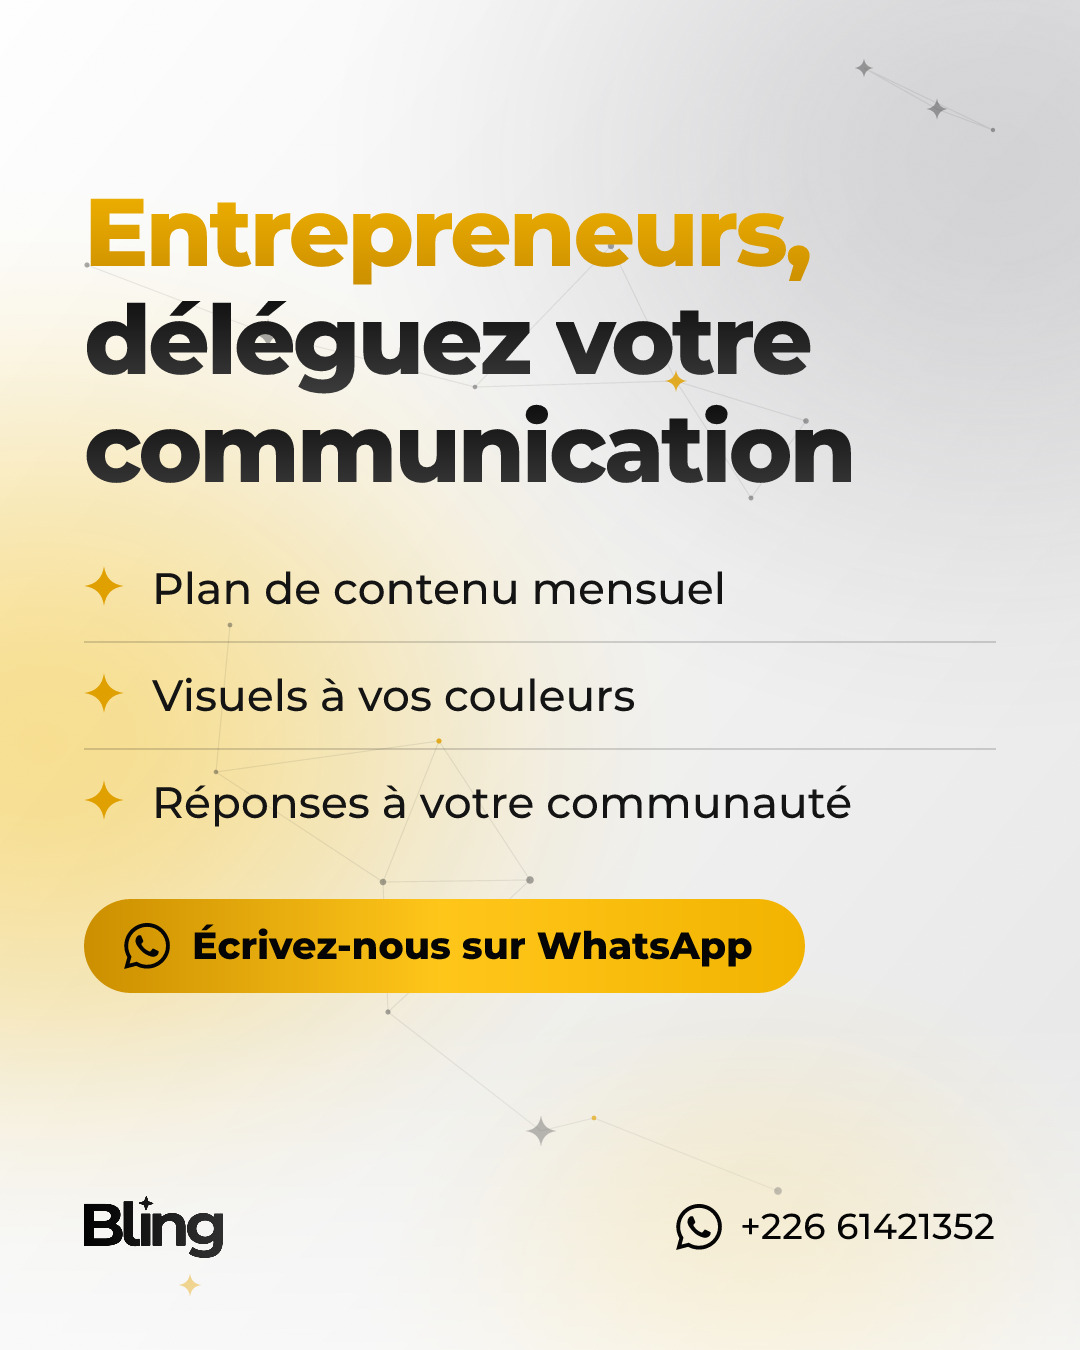 Entrepreneurs,
déléguez votre
communication
Plan de contenu mensuel
Visuels à vos couleurs
Réponses à votre communauté
Écrivez-nous sur WhatsApp
Bling
+226 61421352